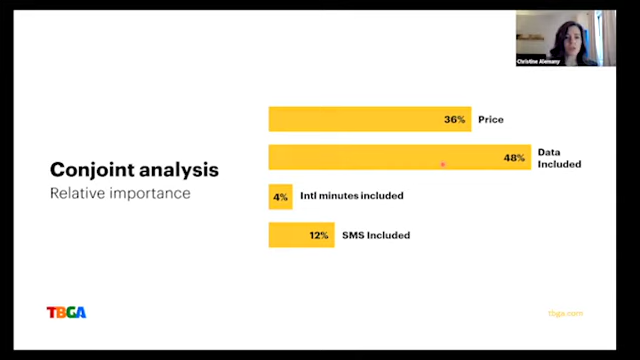 Christine Alemany
Conjoint analysis
Relative importance
36% Price
48% Data
Included
4% Intl minutes included
12% SMS Included
TBGA
tbga.com